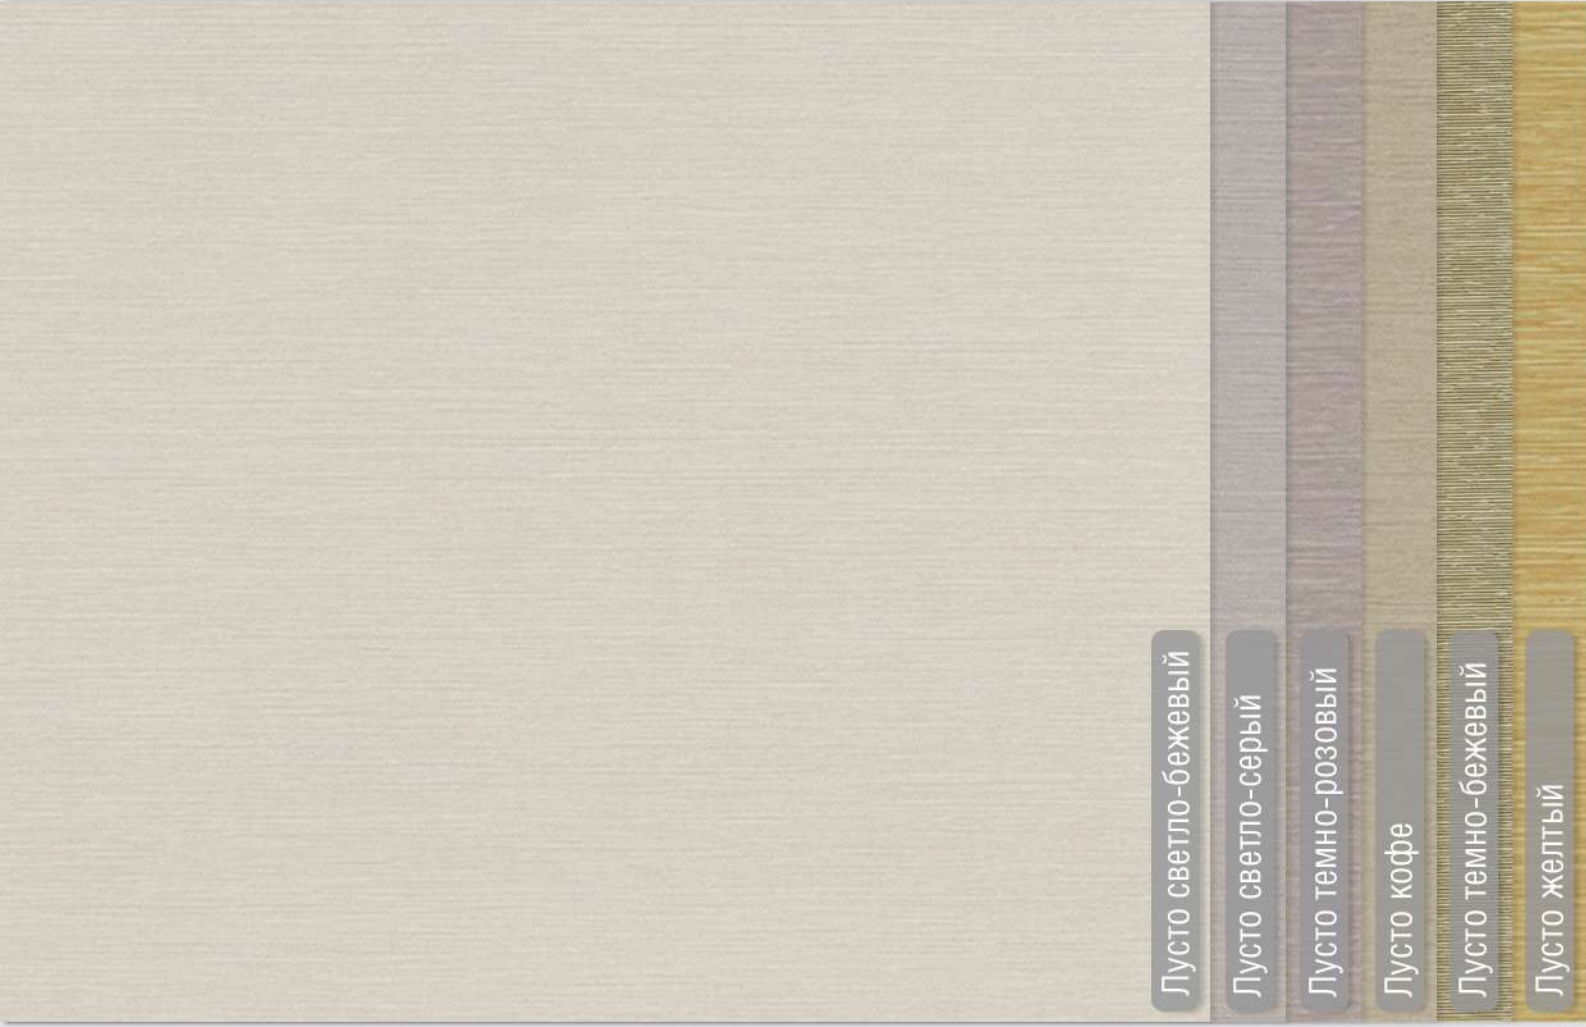 Лусто светло-бежевый
Лусто светло-серый
Лусто темно-розовый
Лусто кофе
Лусто темно-бежевый
Лусто желтый